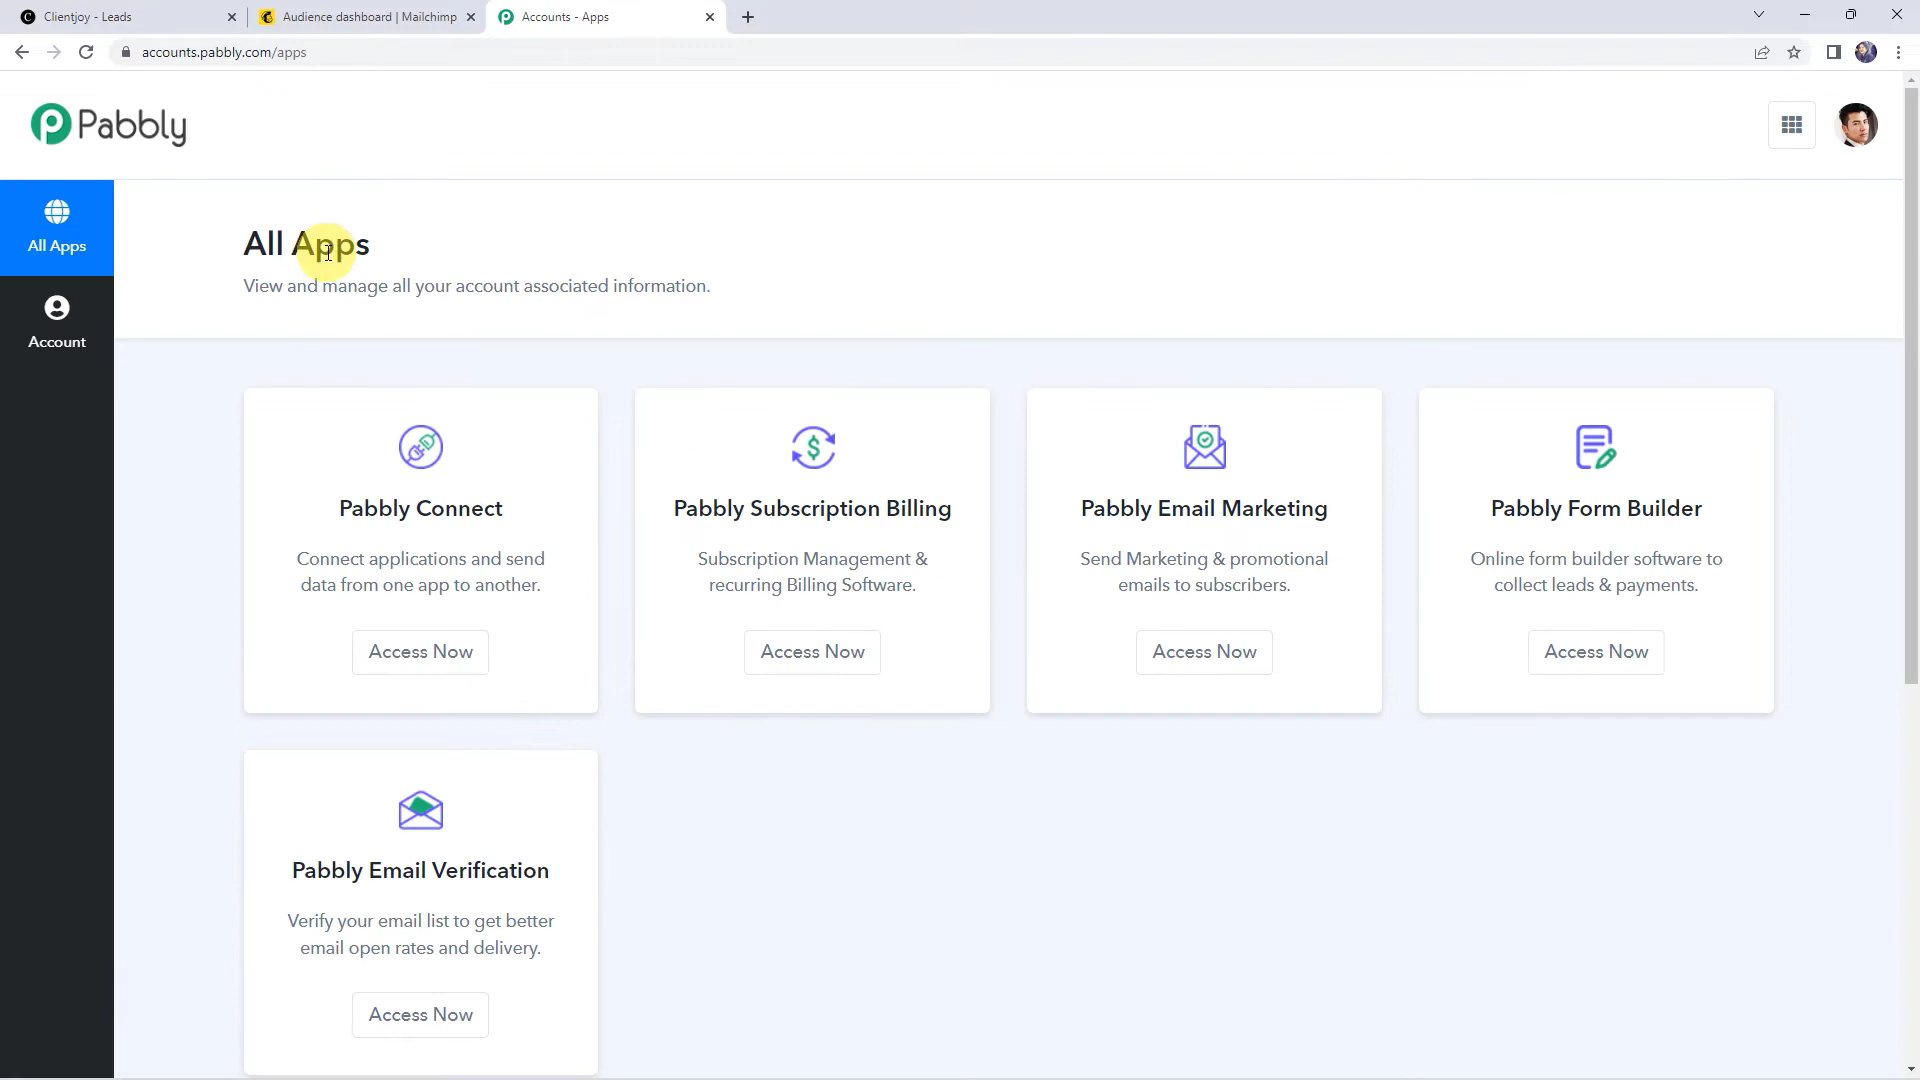 Clientjoy - Leads
Audience dashboard | Mailchimp
Accounts - Apps
accounts.pabbly.com/apps
Pabbly
All Apps
Account
All Apps
View and manage all your account associated information.
Pabbly Connect
Connect applications and send
data from one app to another.
Access Now
Pabbly Subscription Billing
Subscription Management &
recurring Billing Software.
Access Now
Pabbly Email Marketing
Send Marketing & promotional
emails to subscribers.
Access Now
Pabbly Form Builder
Online form builder software to
collect leads & payments.
Access Now
Pabbly Email Verification
Verify your email list to get better
email open rates and delivery.
Access Now